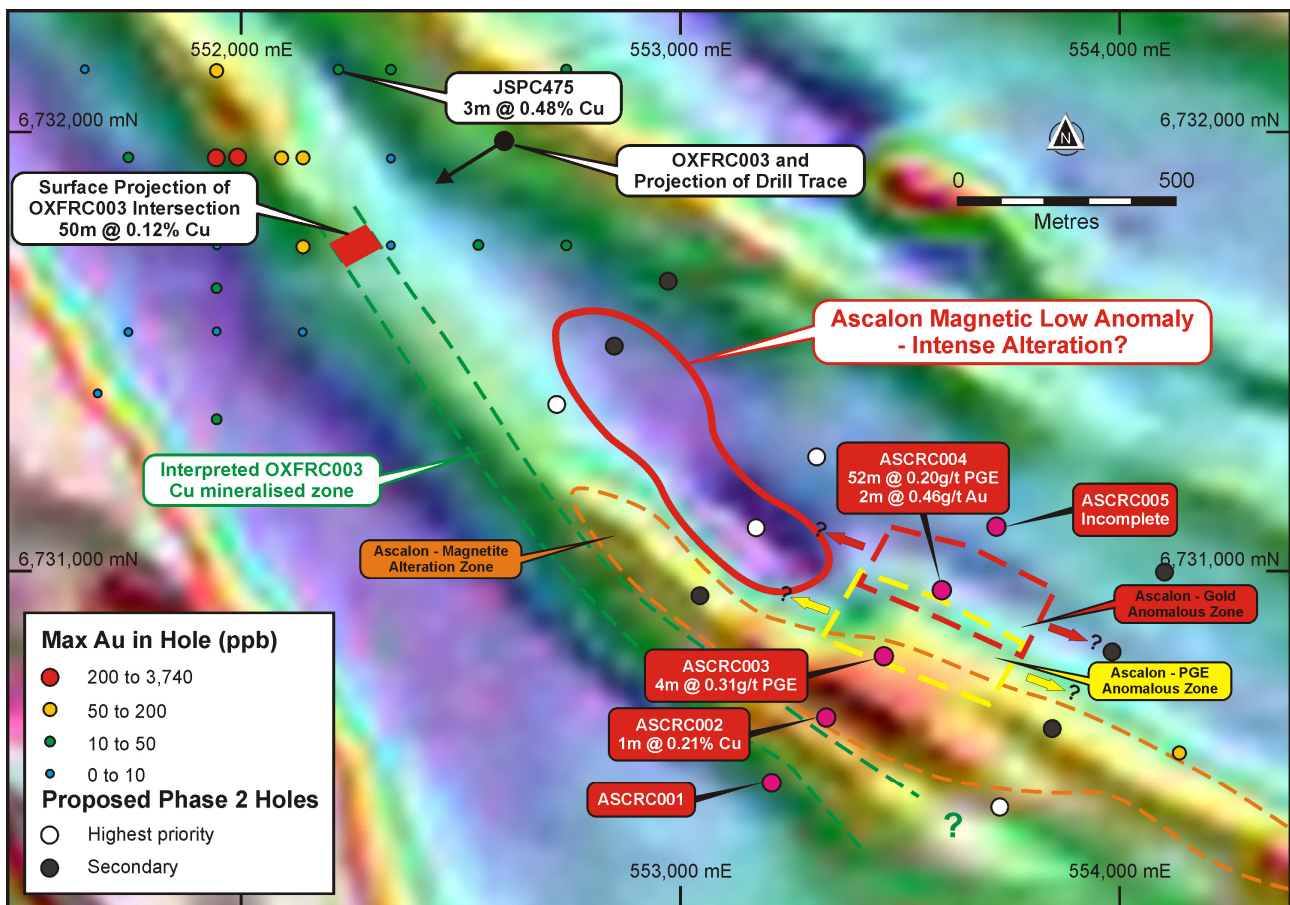 552,000 mE
553,000 mE
554,000 mE
JSPC475
3m @ 0.48% Cu
6,732,000 mN
6,732,000 mN
N
OXFRC003 and
Projection of Drill Trace
0
500
Metres
Surface Projection of
OXFRC003 Intersection
50m @ 0.12% Cu
Ascalon Magnetic Low Anomaly
- Intense Alteration?
Interpreted OXFRC003
Cu mineralised zone
ASCRC004
52m @ 0.20g/t PGE
2m @ 0.46g/t Au
ASCRC005
Incomplete
?
Ascalon - Magnetite
Alteration Zone
6,731,000 mN
6,731,000 mN
?
Ascalon - Gold
Anomalous Zone
?
ASCRC003
4m @ 0.31g/t PGE
Ascalon - PGE
Anomalous Zone
?
ASCRC002
1m @ 0.21% Cu
ASCRC001
?
Max Au in Hole (ppb)
200 to 3,740
50 to 200
10 to 50
0 to 10
Proposed Phase 2 Holes
Highest priority
Secondary
553,000 mE
554,000 mE